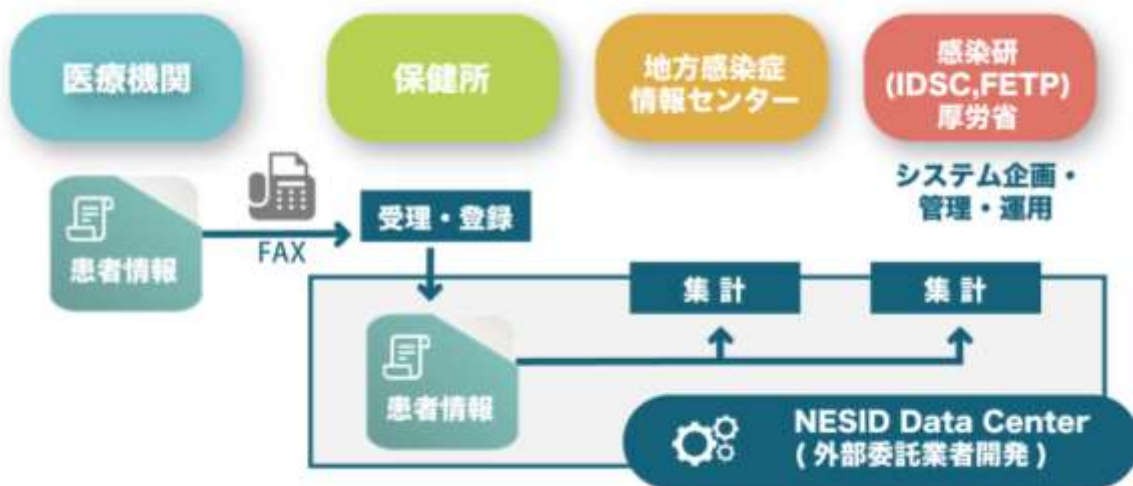 医療機関
保健所
地方感染症
情報センター
感染研
(IDSC,FETP)
厚労省
システム企画・
管理・運用
患者情報
FAX
受理・登録
集 計
集 計
患者情報
NESID Data Center
( 外部委託業者開発 )